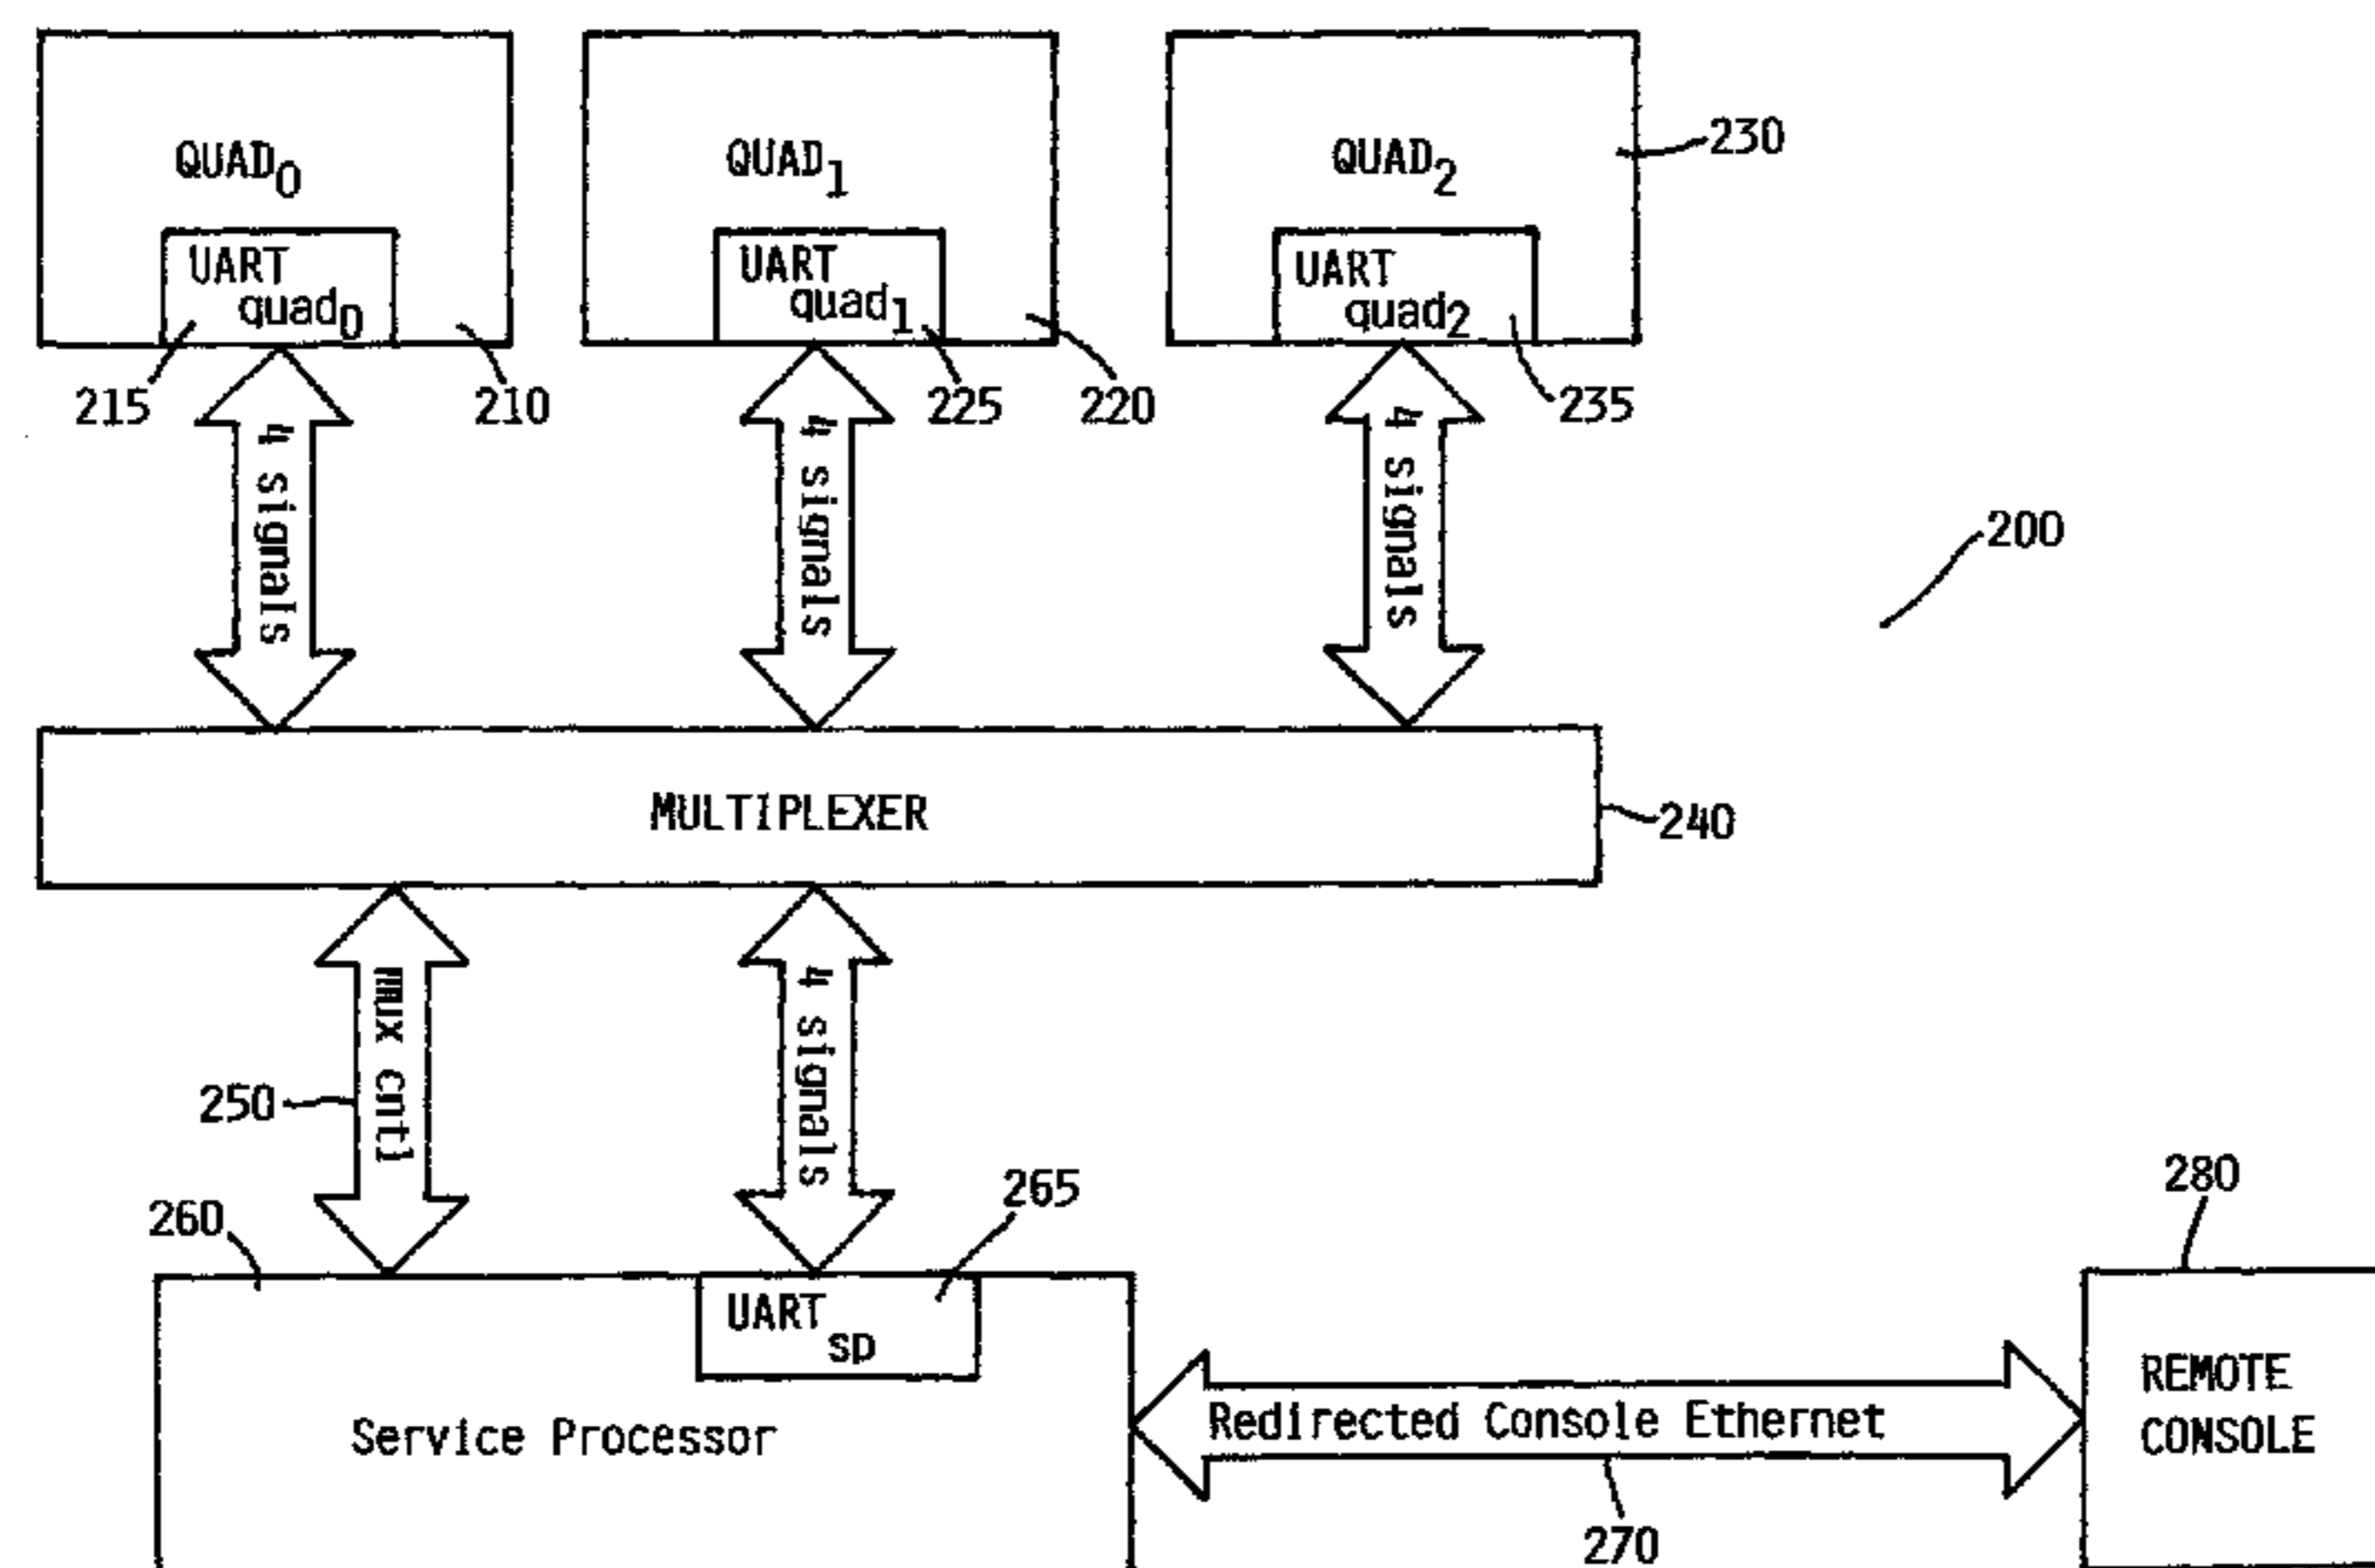 QUAD0
QUAD1
QUAD2
230
UART
quad0
UART
quad1
UART
quad2
215
210
225
220
235
4 signals
4 signals
4 signals
200
MULTIPLEXER
240
mux cntl
4 signals
250
260
265
280
UART
sp
Service Processor
Redirected Console Ethernet
REMOTE
CONSOLE
270